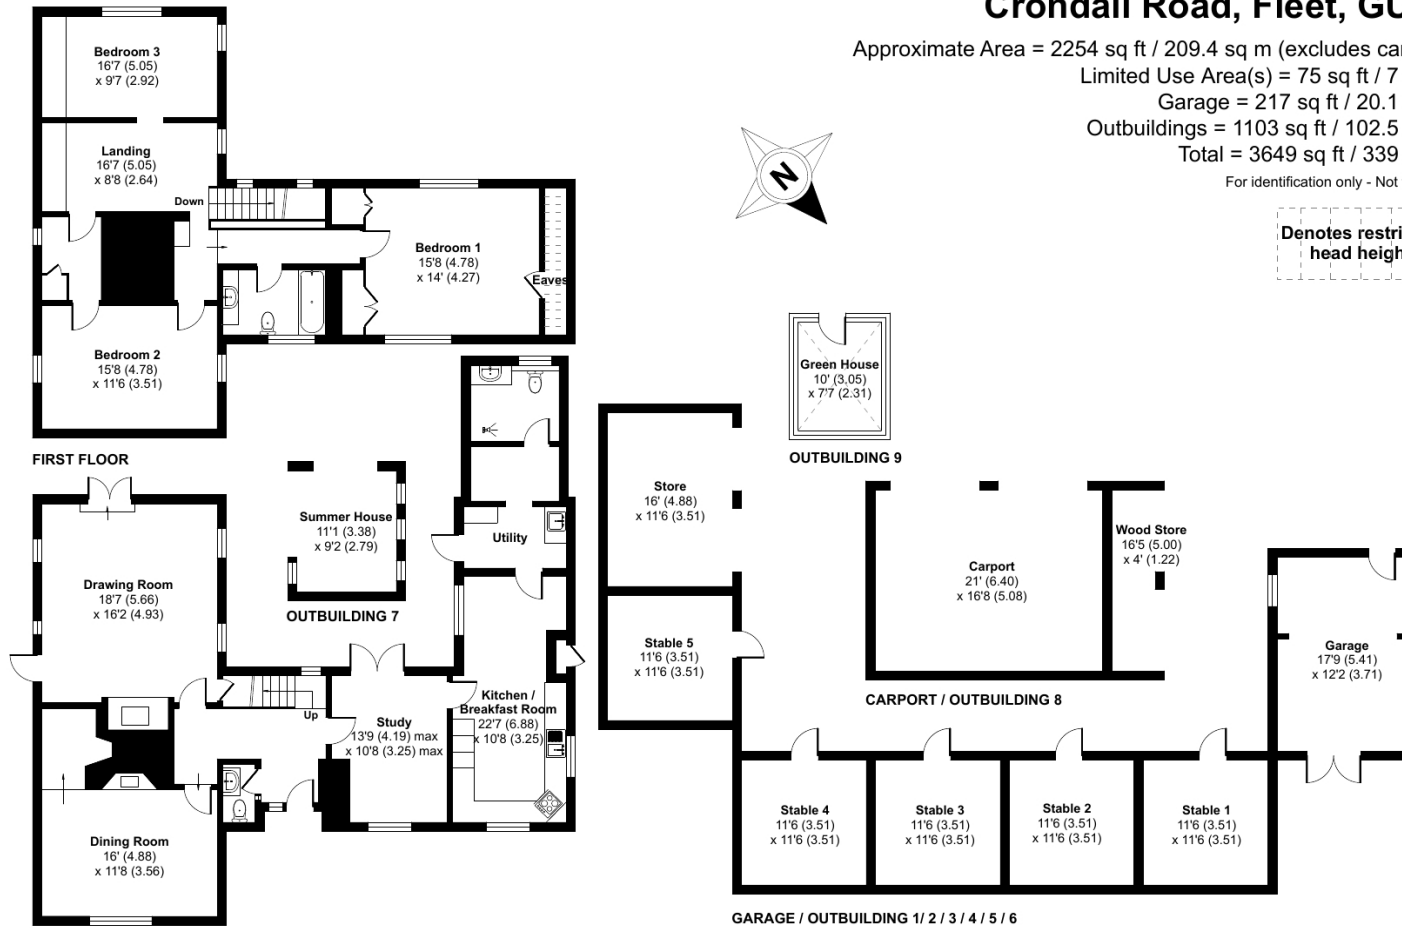 Crondall Road, Fleet, GU
Approximate Area = 2254 sq ft / 209.4 sq m (excludes
Limited Use Area(s) = 75 sq ft / 7
Garage = 217 sq ft / 20.1
Outbuildings = 1103 sq ft / 102.5
Total = 3649 sq ft / 339
For identification only - Not
Denotes
head
N
Bedroom 3
16'7 (5.05)
x 9'7 (2.92)
Landing
16'7 (5.05)
x 8'8 (2.64)
Down
Bedroom 1
15'8 (4.78)
x 14' (4.27)
Eaves
Bedroom 2
15'8 (4.78)
x 11'6 (3.51)
FIRST FLOOR
Green House
10' (3.05)
x 7'7 (2.31)
OUTBUILDING 9
Summer House
11'1 (3.38)
x 9'2 (2.79)
OUTBUILDING 7
Utility
Drawing Room
18'7 (5.66)
x 16'2 (4.93)
Up
Study
13'9 (4.19) max
x 10'8 (3.25) max
Kitchen /
Breakfast Room
22'7 (6.88)
x 10'8 (3.25)
Dining Room
16' (4.88)
x 11'8 (3.56)
Store
16' (4.88)
x 11'6 (3.51)
Stable 5
11'6 (3.51)
x 11'6 (3.51)
Carport
21' (6.40)
x 16'8 (5.08)
Wood Store
16'5 (5.00)
x 4' (1.22)
CARPORT / OUTBUILDING 8
Garage
17'9 (5.41)
x 12'2 (3.71)
Stable 4
11'6 (3.51)
x 11'6 (3.51)
Stable 3
11'6 (3.51)
x 11'6 (3.51)
Stable 2
11'6 (3.51)
x 11'6 (3.51)
Stable 1
11'6 (3.51)
x 11'6 (3.51)
GARAGE / OUTBUILDING 1/ 2 / 3 / 4 / 5 / 6